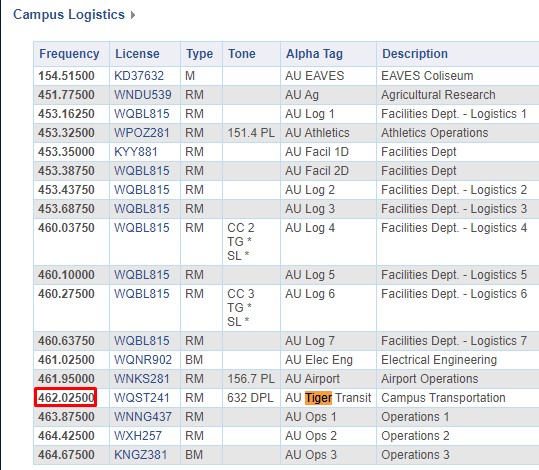 Campus Logistics
Frequency License Type Tone Alpha Tag Description
154.51500 KD37632 M AU EAVES EAVES Coliseum
451.77500 WNDU539 RM AU Ag Agricultural Research
453.16250 WQBL815 RM AU Log 1 Facilities Dept. - Logistics 1
453.32500 WPOZ281 RM 151.4 PL AU Athletics Athletics Operations
453.35000 KYY881 RM AU Facil 1D Facilities Dept
453.38750 WQBL815 RM AU Facil 2D Facilities Dept
453.43750 WQBL815 RM AU Log 2 Facilities Dept. - Logistics 2
453.68750 WQBL815 RM AU Log 3 Facilities Dept. - Logistics 3
460.03750 WQBL815 RM CC 2 AU Log 4 Facilities Dept. - Logistics 4
TG *
SL *
460.10000 WQBL815 RM AU Log 5 Facilities Dept. - Logistics 5
460.27500 WQBL815 RM CC 3 AU Log 6 Facilities Dept. - Logistics 6
TG *
SL *
460.63750 WQBL815 RM AU Log 7 Facilities Dept. - Logistics 7
461.02500 WQNR902 BM AU Elec Eng Electrical Engineering
461.95000 WNKS281 RM 156.7 PL AU Airport Airport Operations
462.02500 WQST241 RM 632 DPL AU Tiger Transit Campus Transportation
463.87500 WNNG437 RM AU Ops 1 Operations 1
464.42500 WXH257 RM AU Ops 2 Operations 2
464.67500 KNGZ381 BM AU Ops 3 Operations 3